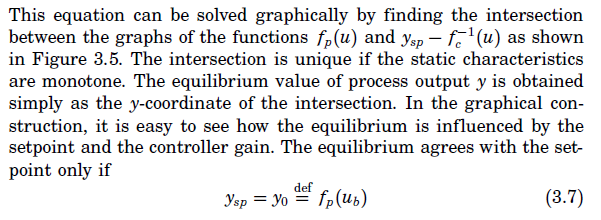 This equation can be solved graphically by finding the intersection
between the graphs of the functions f_p(u) and y_{sp} − f_c^{−1}(u) as shown
in Figure 3.5. The intersection is unique if the static characteristics
are monotone. The equilibrium value of process output y is obtained
simply as the y-coordinate of the intersection. In the graphical con-
struction, it is easy to see how the equilibrium is influenced by the
setpoint and the controller gain. The equilibrium agrees with the set-
point only if
y_{sp} = y_0 \stackrel{def}{=} f_p(u_b) (3.7)